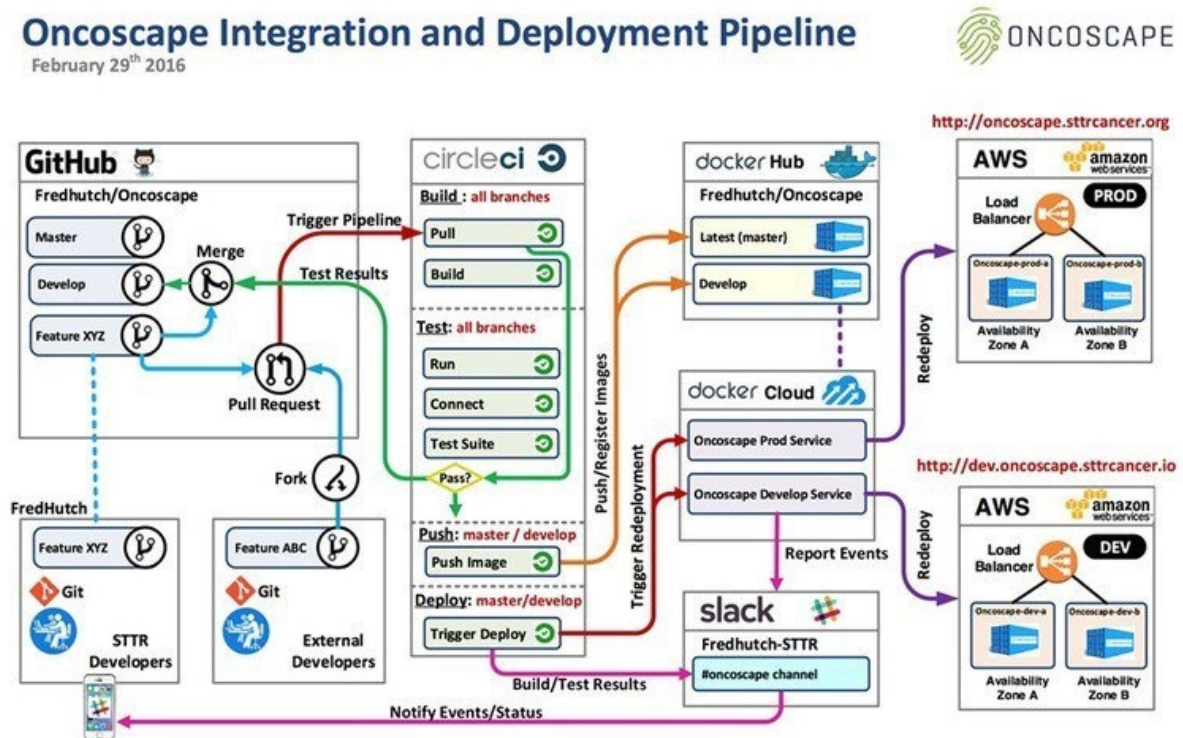 Oncoscape Integration and Deployment Pipeline
February 29th 2016
ONCOSCAPE
GitHub
Fredhutch/Oncoscape
Master
Develop
Feature XYZ
Merge
Pull Request
Trigger Pipeline
Test Results
Fork
FredHutch
Feature XYZ
Git
STTR
Developers
Feature ABC
Git
External
Developers
circleci
Build : all branches
Pull
Build
Test: all branches
Run
Connect
Test Suite
Pass?
Push: master / develop
Push Image
Deploy: master/develop
Trigger Deploy
Push/Register Images
Trigger Redeployment
Build/Test Results
Notify Events/Status
docker Hub
Fredhutch/Oncoscape
Latest (master)
Develop
docker Cloud
Oncoscape Prod Service
Oncoscape Develop Service
Report Events
slack
Fredhutch-STTR
#oncoscape channel
Redeploy
Redeploy
http://oncoscape.sttrcancer.org
AWS
amazon
webservices
PROD
Load
Balancer
Oncoscape-prod-a
Oncoscape-prod-b
Availability
Zone A
Availability
Zone B
http://dev.oncoscape.sttrcancer.io
AWS
amazon
webservices
DEV
Load
Balancer
Oncoscape-dev-a
Oncoscape-dev-b
Availability
Zone A
Availability
Zone B